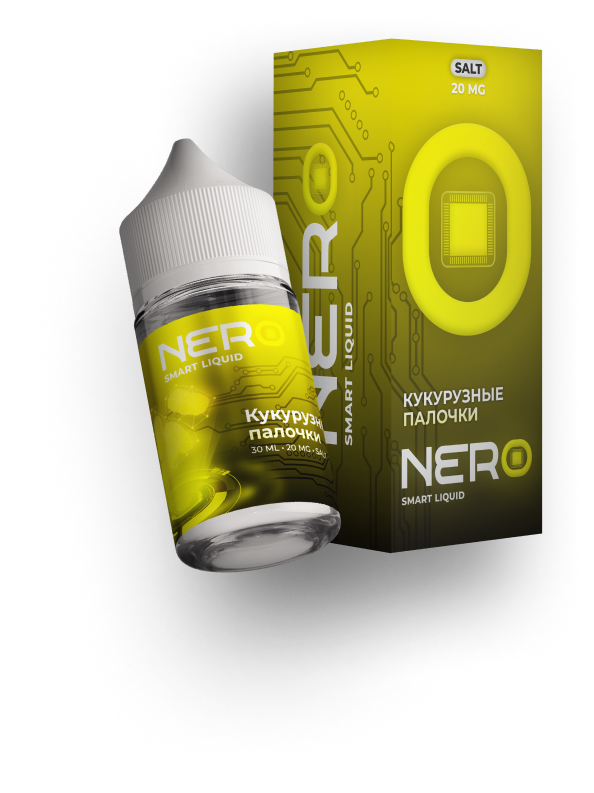 SALT
20 MG
NERO
SMART LIQUID
КУКУРУЗНЫЕ
ПАЛОЧКИ
NERO
SMART LIQUID
NERO
SMART LIQUID
Кукурузн
палочки
30 ML · 20 MG · SALT